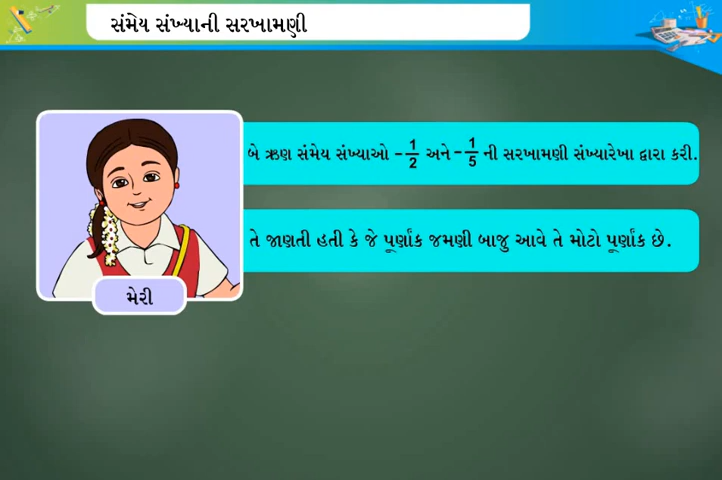 સંમેય સંખ્યાની સરખામણી
બે ઋણ સંમેય સંખ્યાઓ -1/2 અને -1/5 ની સરખામણી સંખ્યારેખા દ્વારા કરી.
તે જાણતી હતી કે જે પૂર્ણાંક જમણી બાજુ આવે તે મોટો પૂર્ણાંક છે.
મેરી